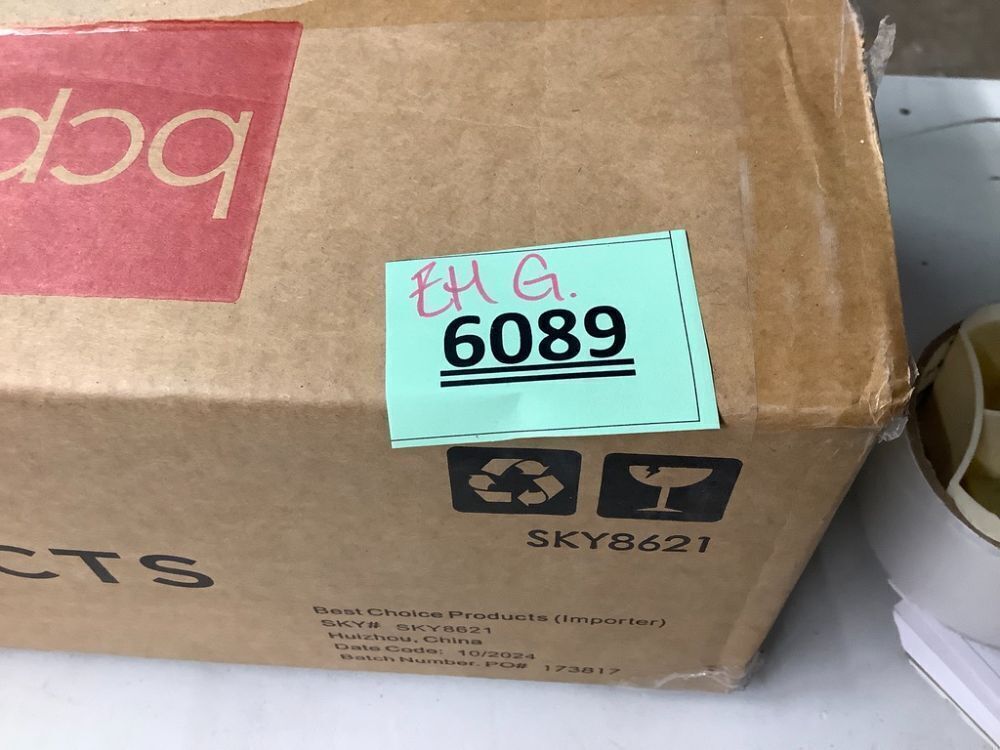 bcp
EH G.
6089
SKY8621
CTS
Best Choice Products (Importer)
SKY# SKY8621
Huizhou, China
Date Code: 10/2024
Batch Number. PO# 173817